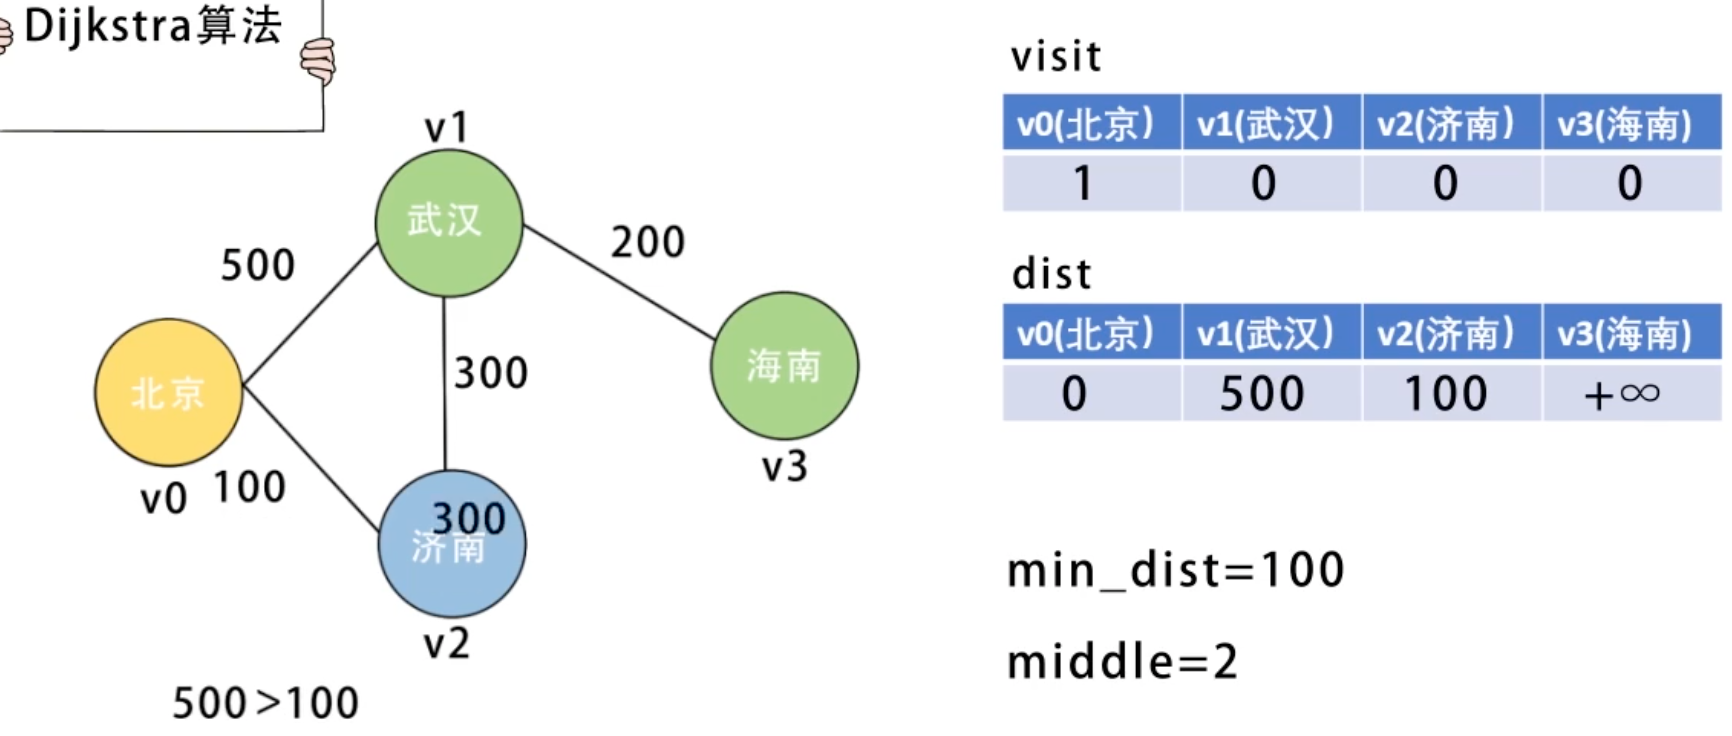 Dijkstra算法
v1
武汉
500
200
300
北京
海南
v0
100
v3
300
济南
v2
500>100
visit
v0(北京) v1(武汉) v2(济南) v3(海南)
1 0 0 0
dist
v0(北京) v1(武汉) v2(济南) v3(海南)
0 500 100 +∞
min_dist=100
middle=2